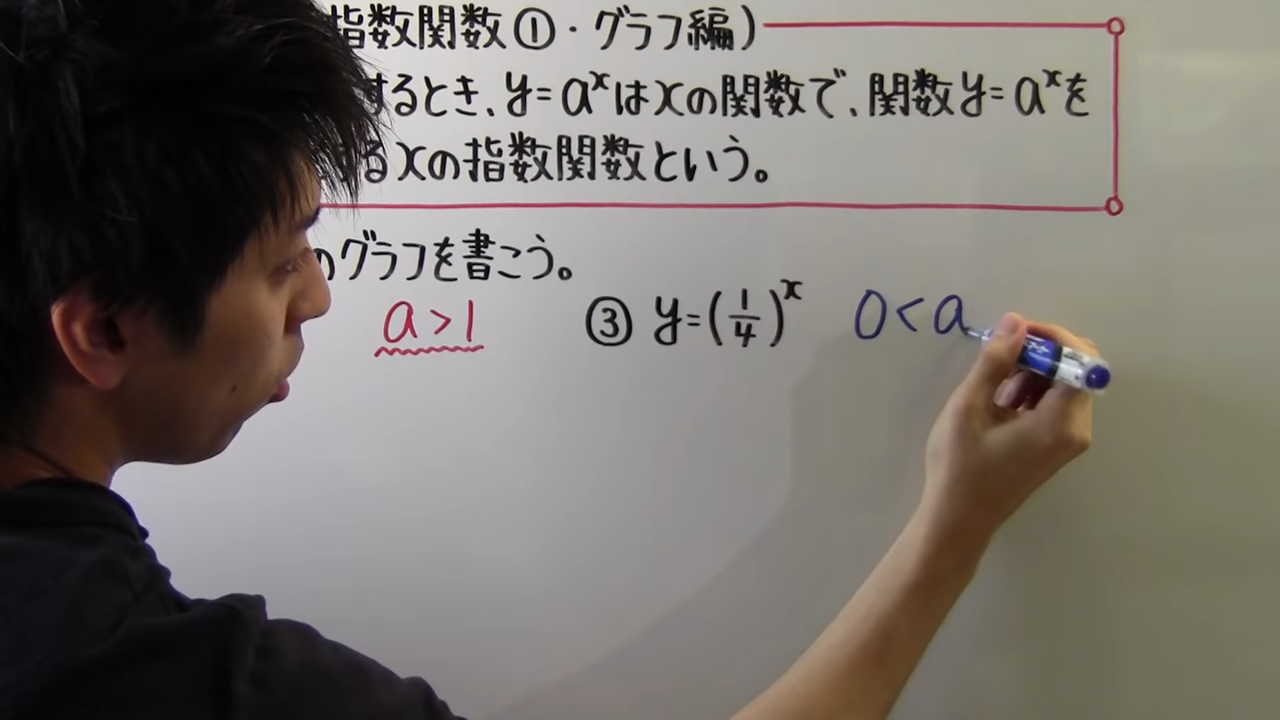 指数関数①・グラフ編)
するとき、y=a^xはxの関数で、関数y=a^xを
るxの指数関数という。
のグラフを書こう。
a>1 ③ y=(1/4)^x 0<a